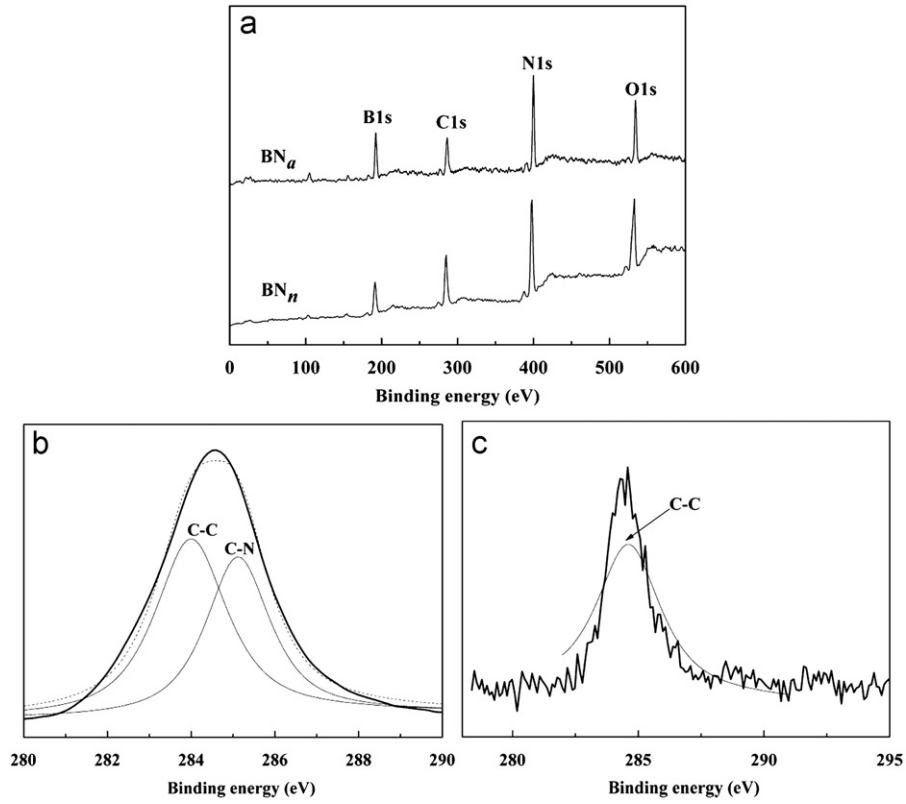 a
B1s C1s N1s O1s
BNa
BNn
0 100 200 300 400 500 600
Binding energy (eV)
b
C-C C-N
280 282 284 286 288 290
Binding energy (eV)
c
C-C
280 285 290 295
Binding energy (eV)